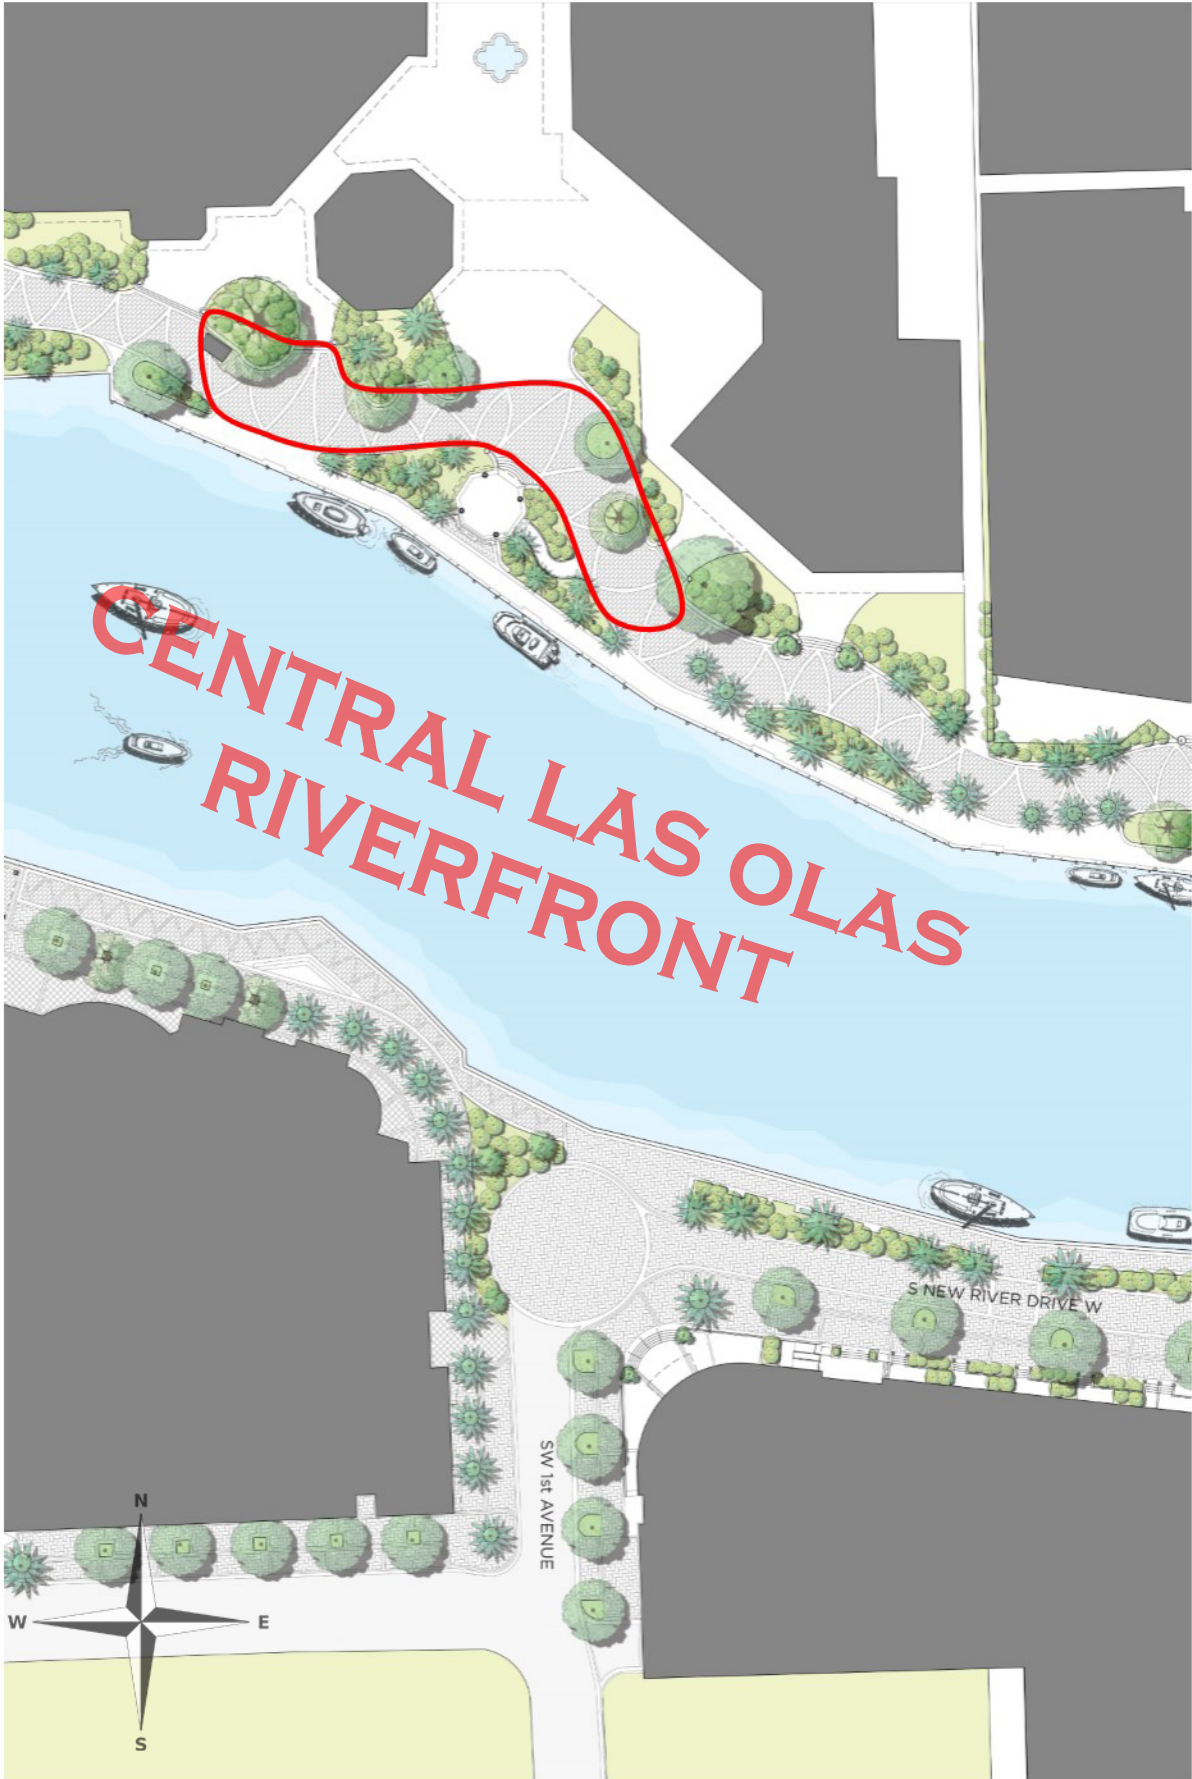 CENTRAL LAS OLAS
RIVERFRONT
S NEW RIVER DRIVE W
SW 1st AVENUE
N
W
E
S